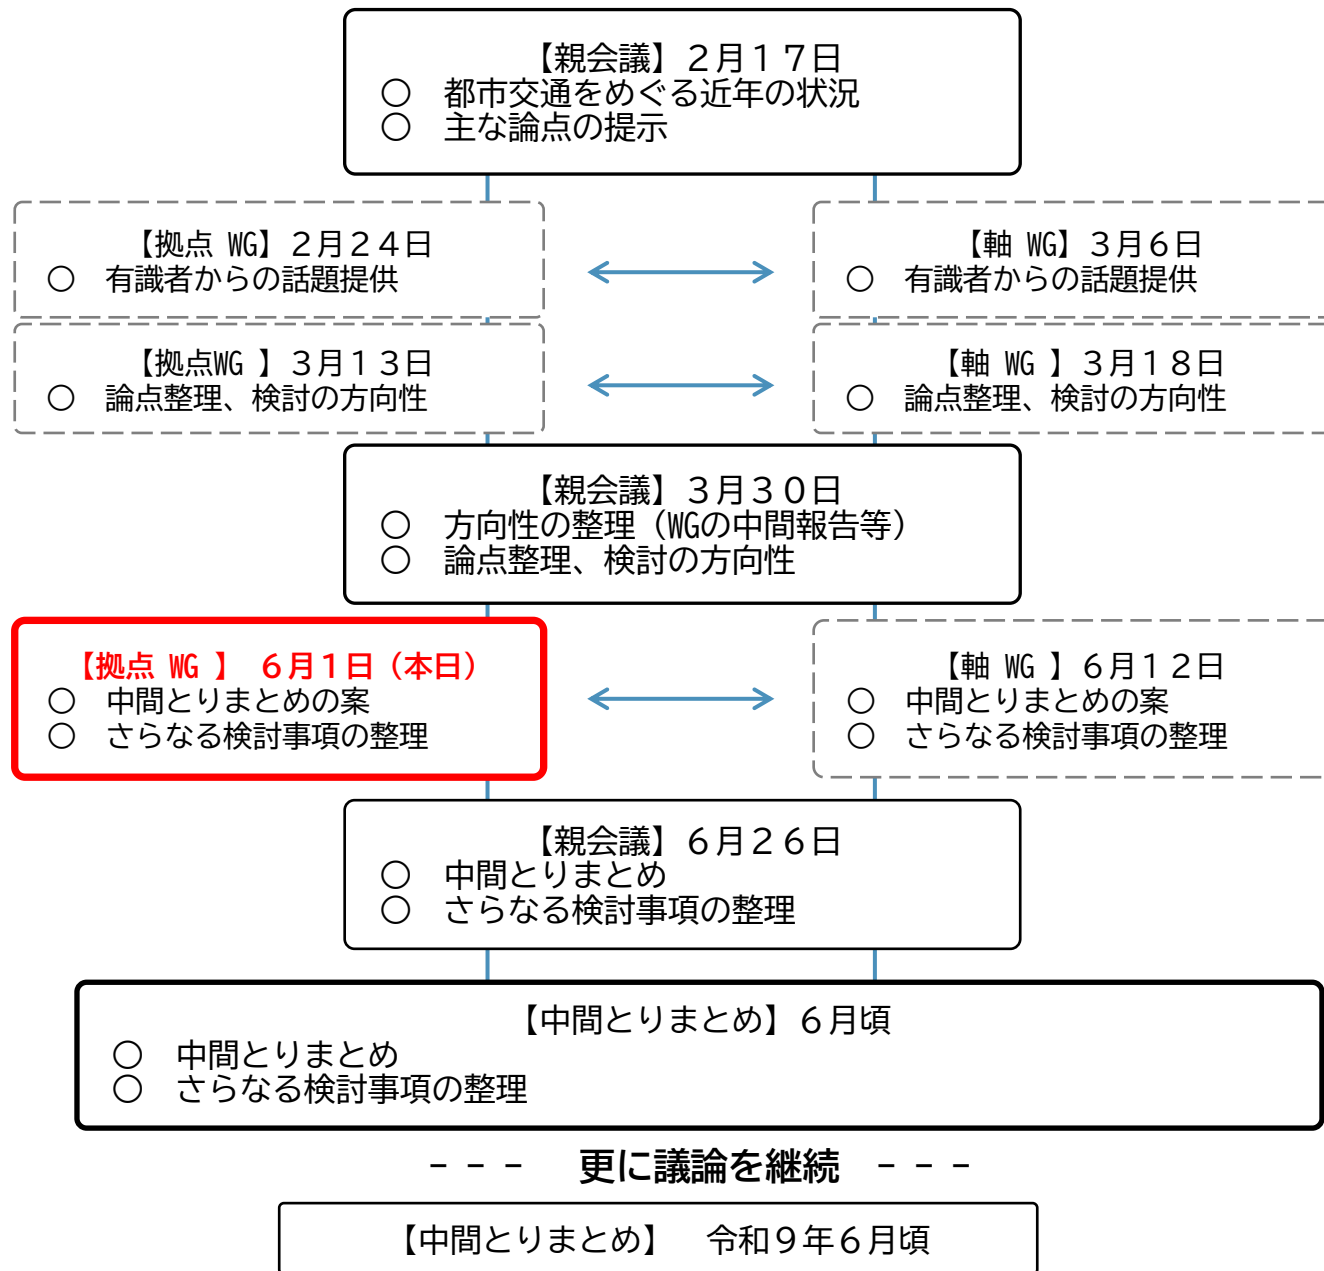 【親会議】２月１７日
○　都市交通をめぐる近年の状況
○　主な論点の提示
【拠点 WG】２月２４日
○　有識者からの話題提供
【軸 WG】３月６日
○　有識者からの話題提供
【拠点WG 】３月１３日
○　論点整理、検討の方向性
【軸 WG 】３月１８日
○　論点整理、検討の方向性
【親会議】３月３０日
○　方向性の整理（WGの中間報告等）
○　論点整理、検討の方向性
【拠点 WG 】 ６月１日（本日）
○　中間とりまとめの案
○　さらなる検討事項の整理
【軸 WG 】６月１２日
○　中間とりまとめの案
○　さらなる検討事項の整理
【親会議】６月２６日
○　中間とりまとめ
○　さらなる検討事項の整理
【中間とりまとめ】６月頃
○　中間とりまとめ
○　さらなる検討事項の整理
- - -　更に議論を継続　- - -
【中間とりまとめ】　令和９年６月頃